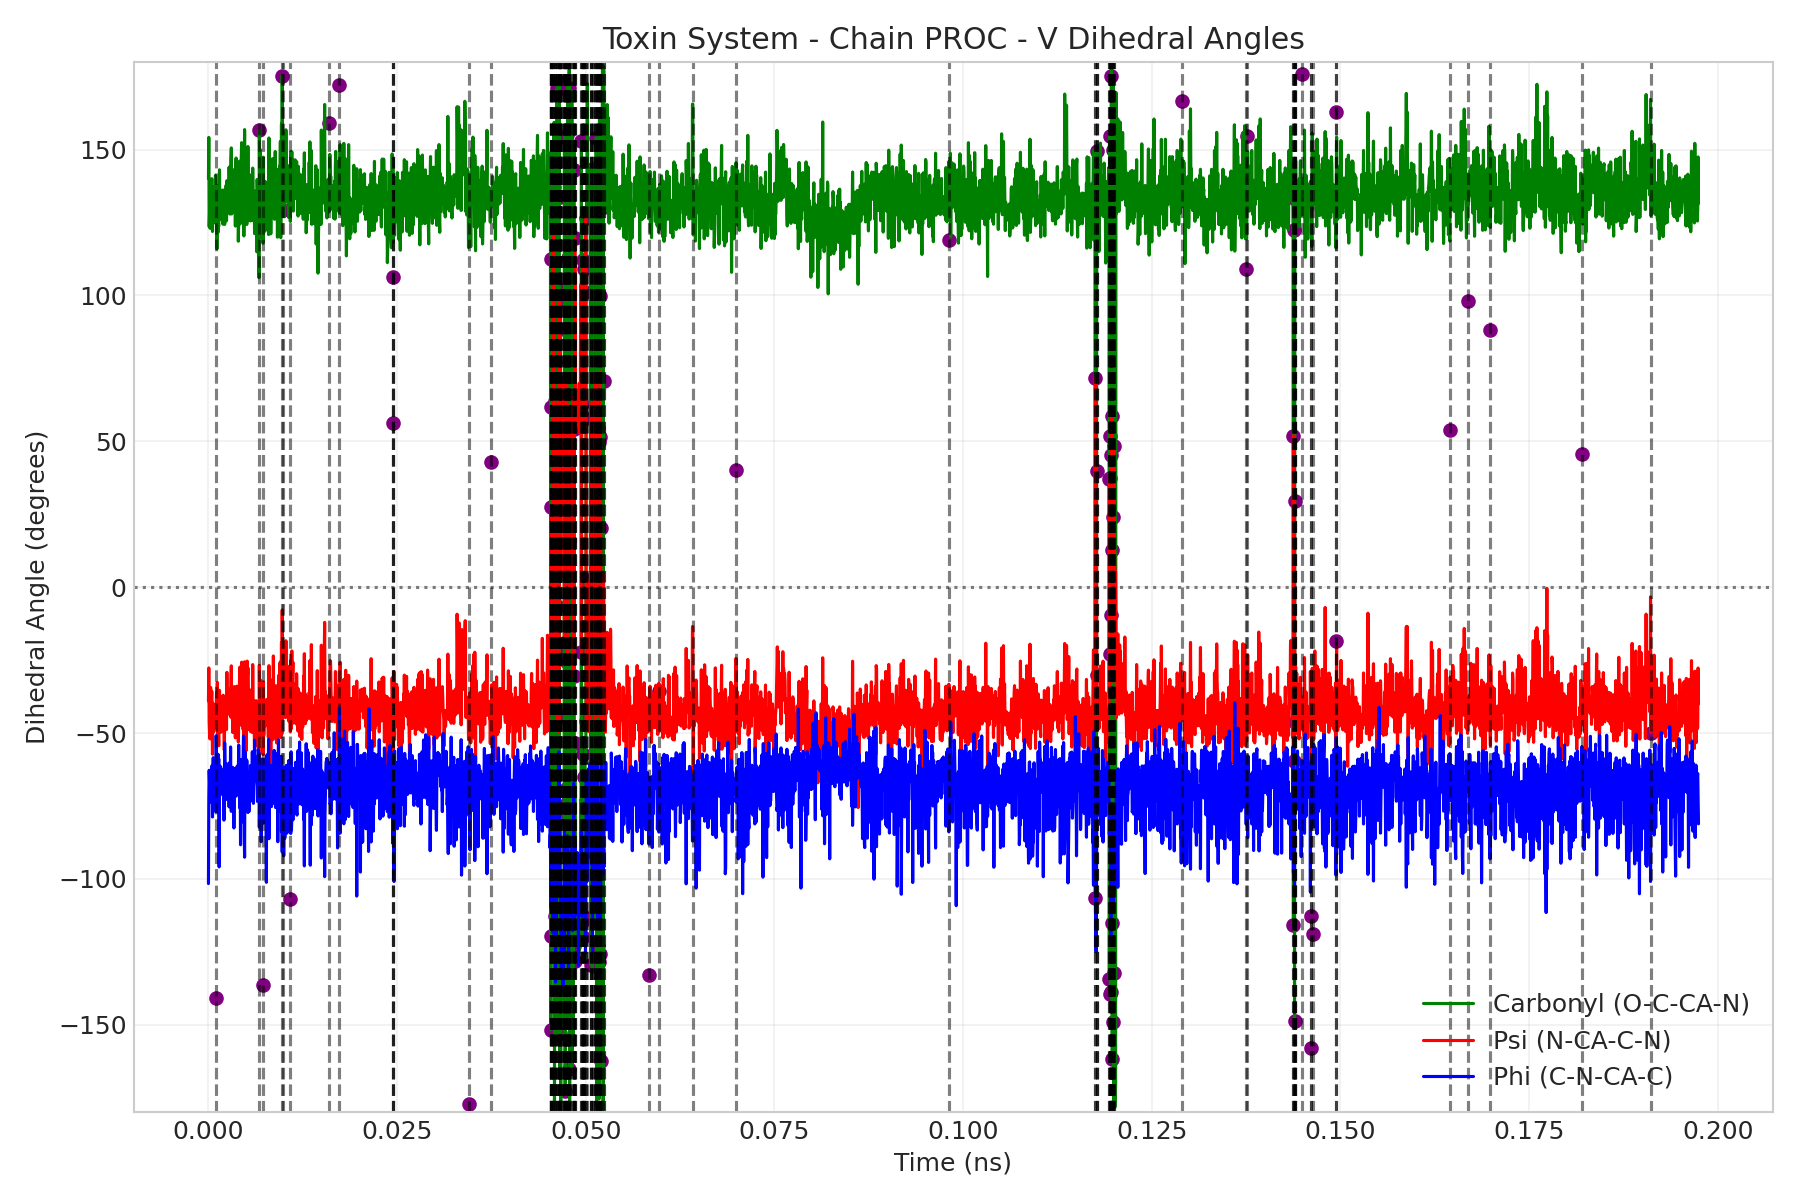 Toxin System - Chain PROC - V Dihedral Angles
Dihedral Angle (degrees)
150
100
50
0
−50
−100
−150
Carbonyl (O-C-CA-N)
Psi (N-CA-C-N)
Phi (C-N-CA-C)
0.000 0.025 0.050 0.075 0.100 0.125 0.150 0.175 0.200
Time (ns)